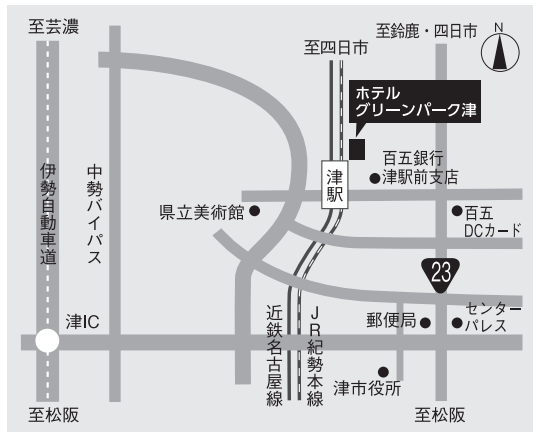 至芸濃
至鈴鹿・四日市
N
至四日市
ホテル
グリーンパーク津
伊勢自動車道
中勢バイパス
津駅
百五銀行
津駅前支店
県立美術館
百五
DCカード
23
津IC
近鉄名古屋線
JR紀勢本線
郵便局
センター
パレス
津市役所
至松阪
至松阪